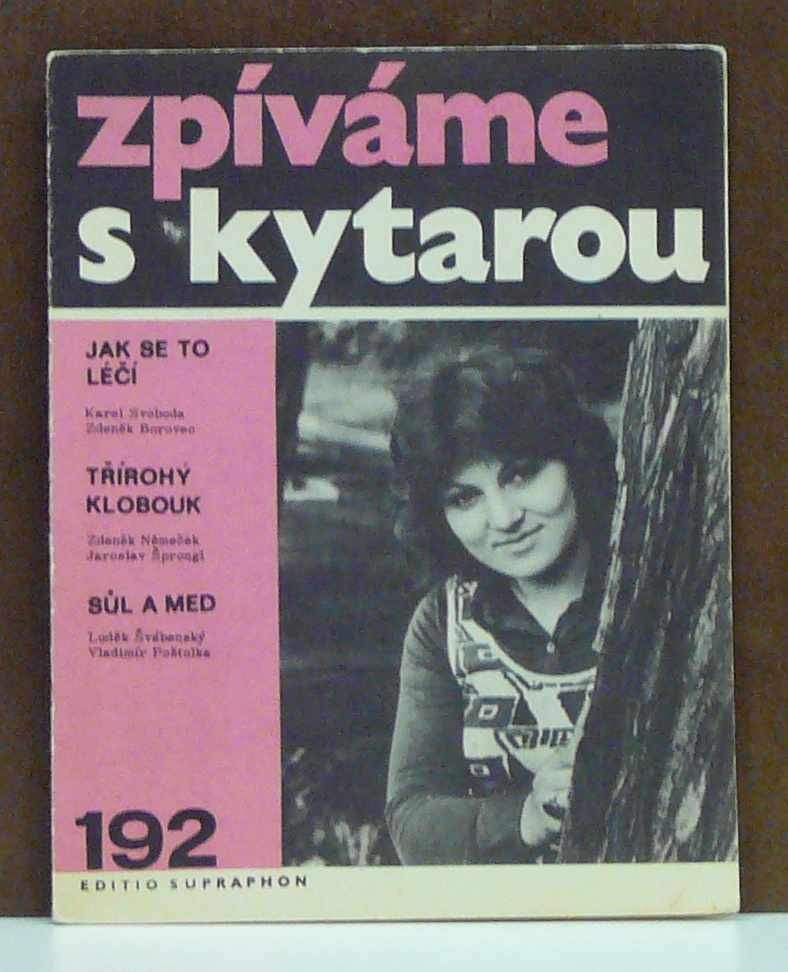 zpíváme
s kytarou
JAK SE TO
LÉČÍ
Karel Svoboda
Zdeněk Borovec
TŘÍROHÝ
KLOBOUK
Zdeněk Němeček
Jaroslav Šprongl
SŮL A MED
Luděk Švábenský
Vladimír Poštulka
192
EDITIO SUPRAPHON